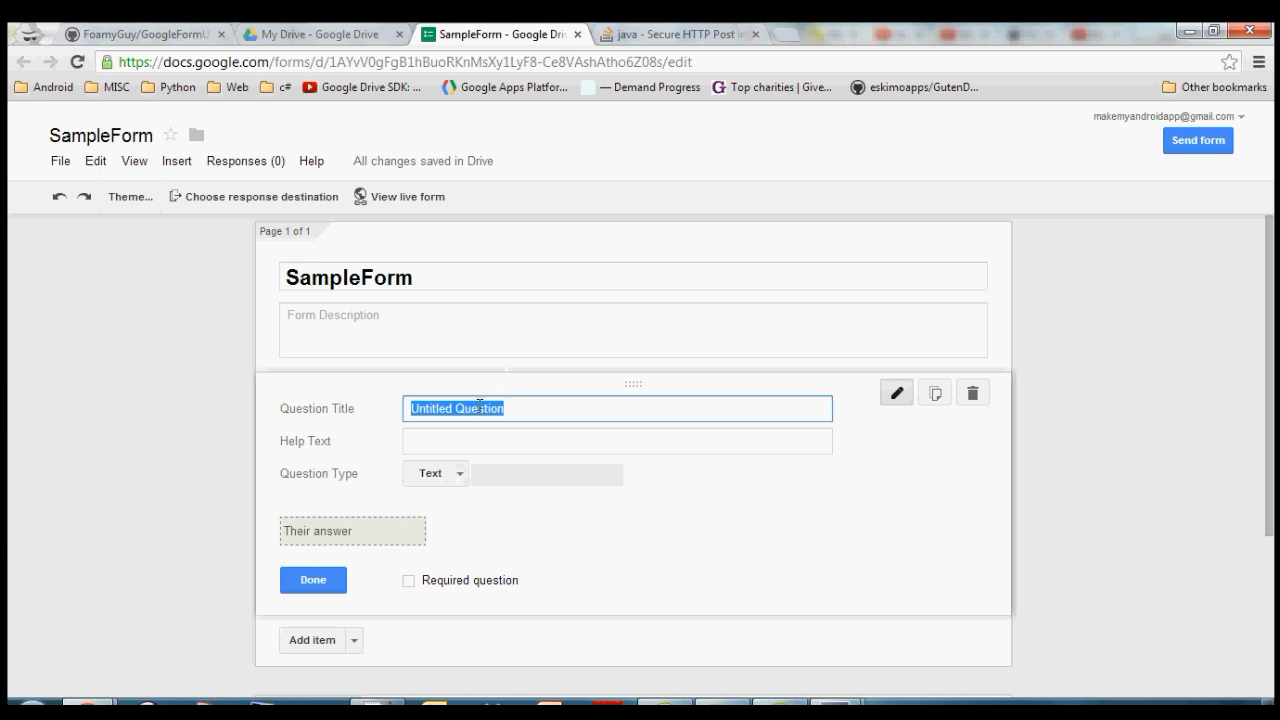 FoamyGuy/GoogleFormU
My Drive - Google Drive
SampleForm - Google Dri
java - Secure HTTP Post in
https://docs.google.com/forms/d/1AYvV0gFgB1hBuoRKnMsXy1LyF8-Ce8VAshAtho6Z08s/edit
Android MISC Python Web c# Google Drive SDK: ... Google Apps Platfor... — Demand Progress Top charities | Give... eskimoapps/GutenD... Other bookmarks
makemyandroidapp@gmail.com
SampleForm
Send form
File Edit View Insert Responses (0) Help All changes saved in Drive
Theme... Choose response destination View live form
Page 1 of 1
SampleForm
Form Description
Question Title Untitled Question
Help Text
Question Type Text
Their answer
Done Required question
Add item